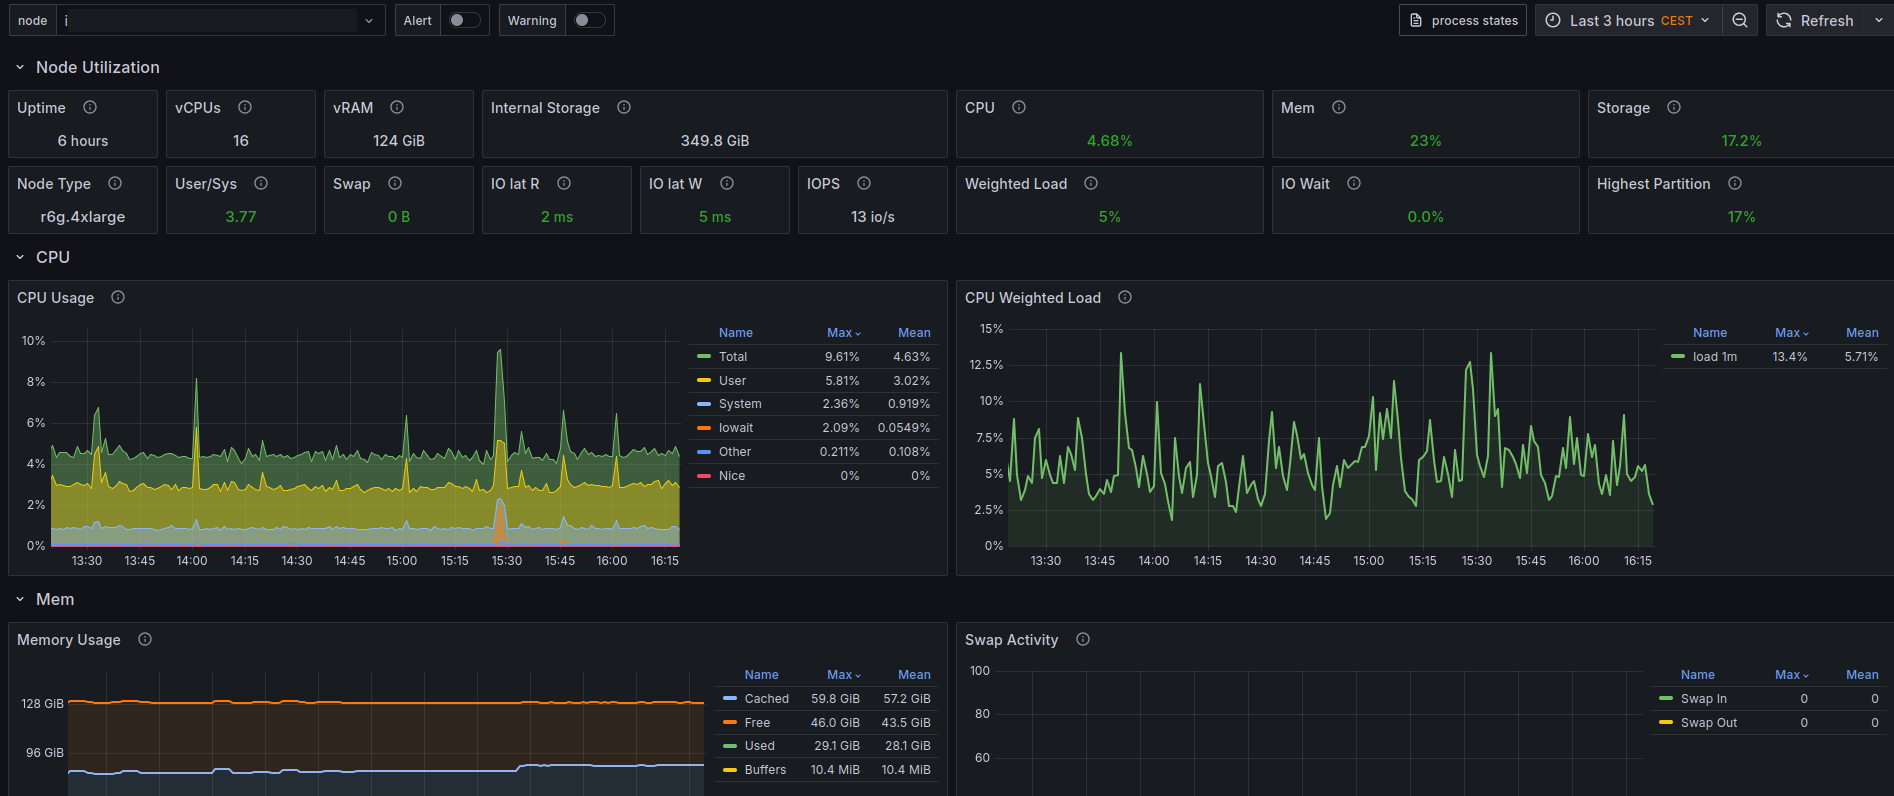 node i Alert Warning process states Last 3 hours CEST Refresh
Node Utilization
Uptime vCPUs vRAM Internal Storage CPU Mem Storage
6 hours 16 124 GiB 349.8 GiB 4.68% 23% 17.2%
Node Type User/Sys Swap IO lat R IO lat W IOPS Weighted Load IO Wait Highest Partition
r6g.4xlarge 3.77 0 B 2 ms 5 ms 13 io/s 5% 0.0% 17%
CPU
CPU Usage
10%
8%
6%
4%
2%
0%
13:30 13:45 14:00 14:15 14:30 14:45 15:00 15:15 15:30 15:45 16:00 16:15
Name Max Mean
Total 9.61% 4.63%
User 5.81% 3.02%
System 2.36% 0.919%
Iowait 2.09% 0.0549%
Other 0.211% 0.108%
Nice 0% 0%
CPU Weighted Load
15%
12.5%
10%
7.5%
5%
2.5%
0%
13:30 13:45 14:00 14:15 14:30 14:45 15:00 15:15 15:30 15:45 16:00 16:15
Name Max Mean
load 1m 13.4% 5.71%
Mem
Memory Usage
128 GiB
96 GiB
Name Max Mean
Cached 59.8 GiB 57.2 GiB
Free 46.0 GiB 43.5 GiB
Used 29.1 GiB 28.1 GiB
Buffers 10.4 MiB 10.4 MiB
Swap Activity
100
80
60
Name Max Mean
Swap In 0 0
Swap Out 0 0